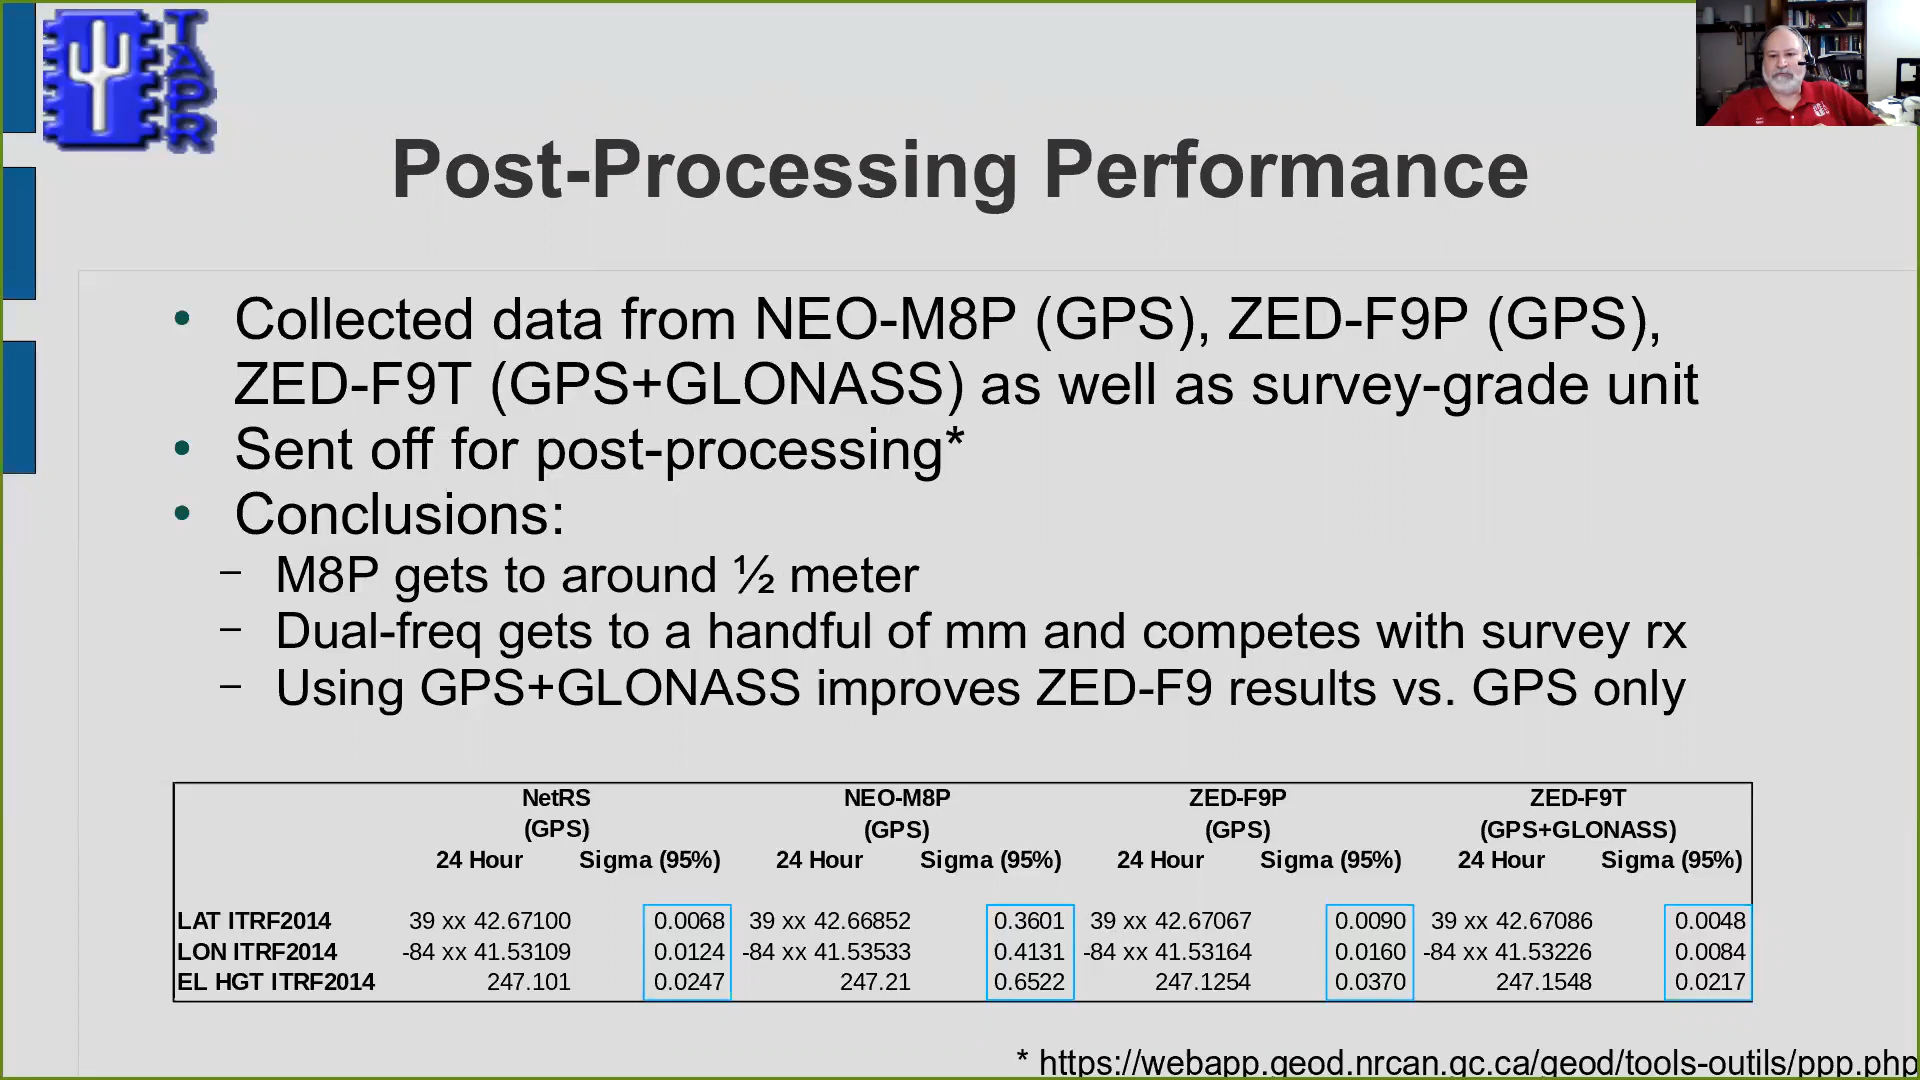 TAPR
Post-Processing Performance
• Collected data from NEO-M8P (GPS), ZED-F9P (GPS),
ZED-F9T (GPS+GLONASS) as well as survey-grade unit
• Sent off for post-processing*
• Conclusions:
– M8P gets to around ½ meter
– Dual-freq gets to a handful of mm and competes with survey rx
– Using GPS+GLONASS improves ZED-F9 results vs. GPS only
NetRS NEO-M8P ZED-F9P ZED-F9T
(GPS) (GPS) (GPS) (GPS+GLONASS)
24 Hour Sigma (95%) 24 Hour Sigma (95%) 24 Hour Sigma (95%) 24 Hour Sigma (95%)
LAT ITRF2014 39 xx 42.67100 0.0068 39 xx 42.66852 0.3601 39 xx 42.67067 0.0090 39 xx 42.67086 0.0048
LON ITRF2014 -84 xx 41.53109 0.0124 -84 xx 41.53533 0.4131 -84 xx 41.53164 0.0160 -84 xx 41.53226 0.0084
EL HGT ITRF2014 247.101 0.0247 247.21 0.6522 247.1254 0.0370 247.1548 0.0217
* https://webapp.geod.nrcan.gc.ca/geod/tools-outils/ppp.php